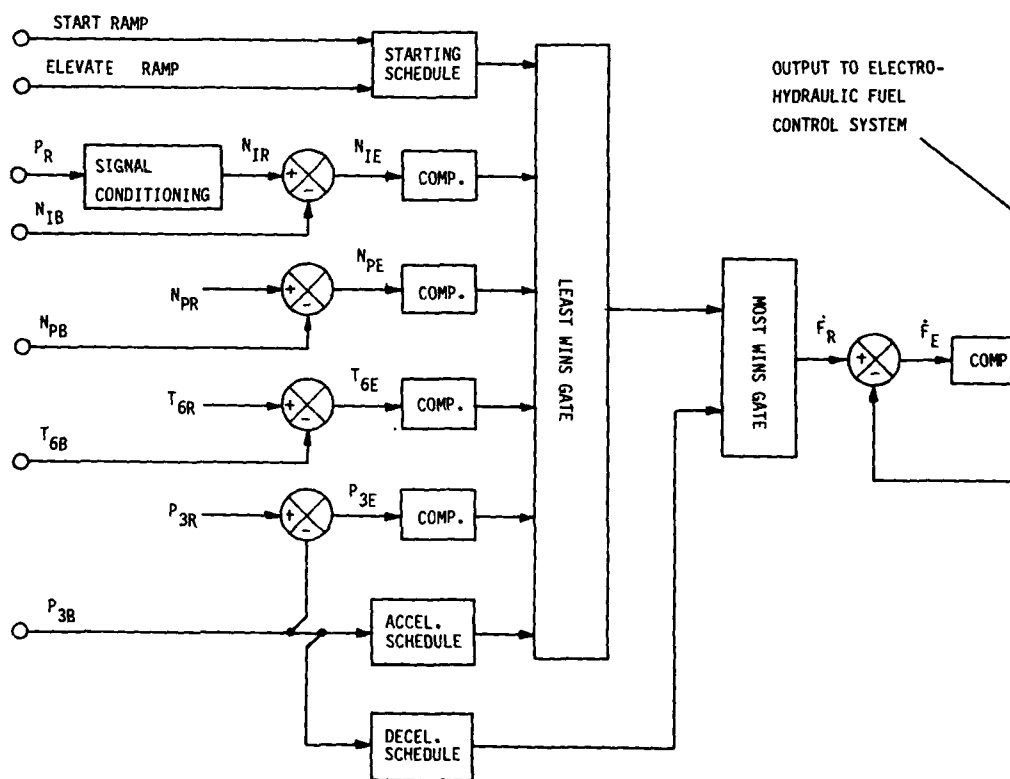 START RAMP
ELEVATE RAMP
STARTING
SCHEDULE
OUTPUT TO ELECTRO-
HYDRAULIC FUEL
CONTROL SYSTEM
P_R
SIGNAL
CONDITIONING
N_IR
+
-
N_IE
COMP.
N_IB
N_PR
+
-
N_PE
COMP.
N_PB
T_6R
+
-
T_6E
COMP.
T_6B
P_3R
+
-
P_3E
COMP.
P_3B
ACCEL.
SCHEDULE
DECEL.
SCHEDULE
LEAST WINS GATE
MOST WINS GATE
Ḟ_R
+
-
Ḟ_E
COMP